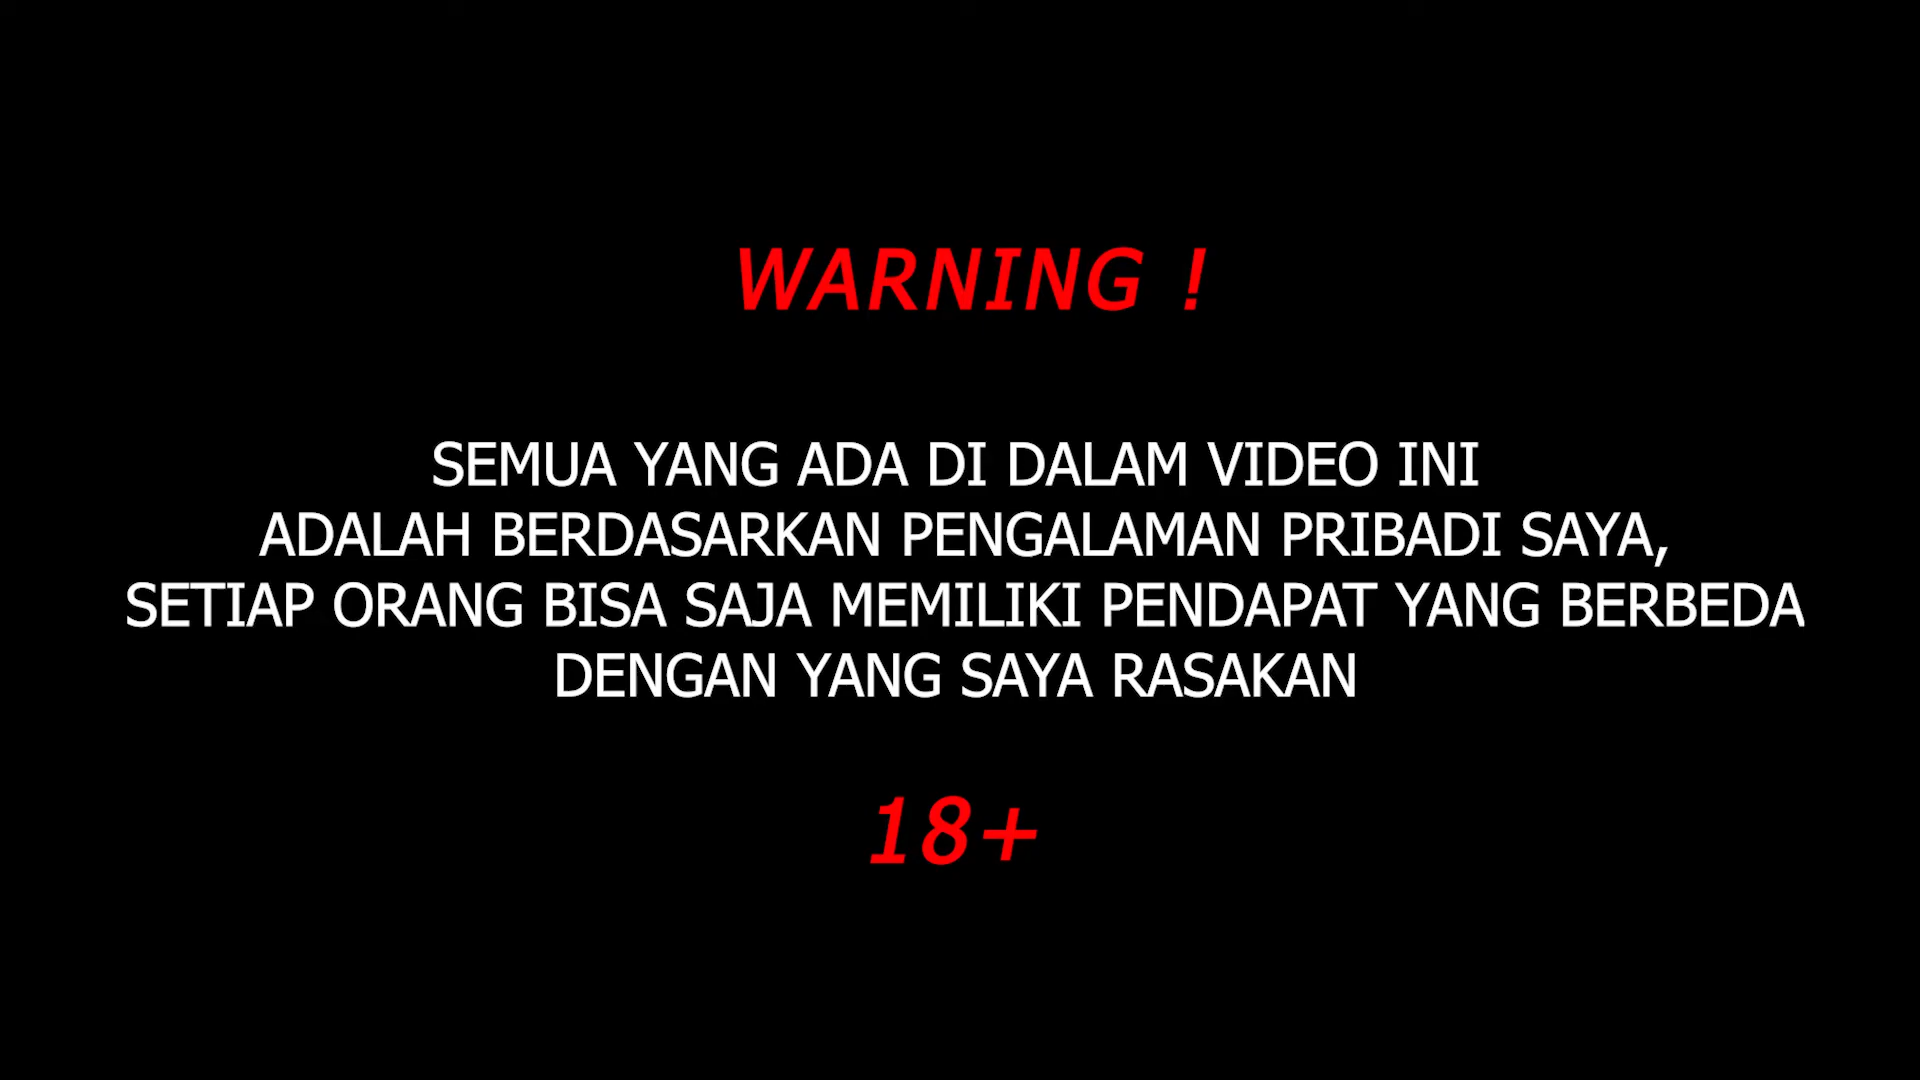 WARNING !
SEMUA YANG ADA DI DALAM VIDEO INI
ADALAH BERDASARKAN PENGALAMAN PRIBADI SAYA,
SETIAP ORANG BISA SAJA MEMILIKI PENDAPAT YANG BERBEDA
DENGAN YANG SAYA RASAKAN
18+